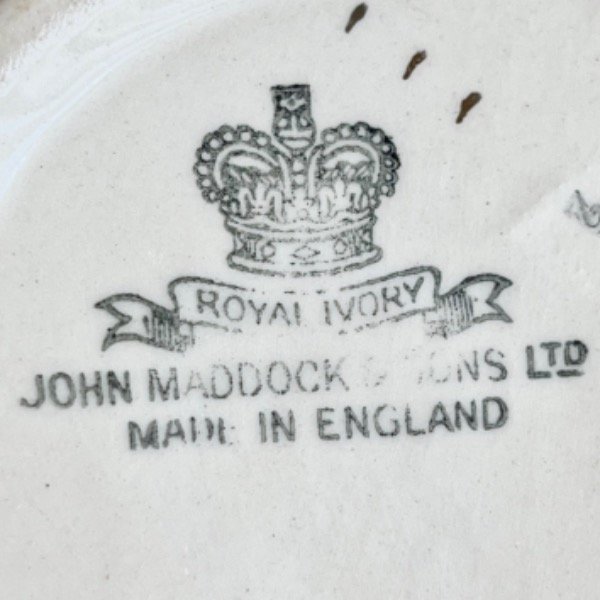 ROYAL IVORY
JOHN MADDOCK & SONS LTD
MADE IN ENGLAND